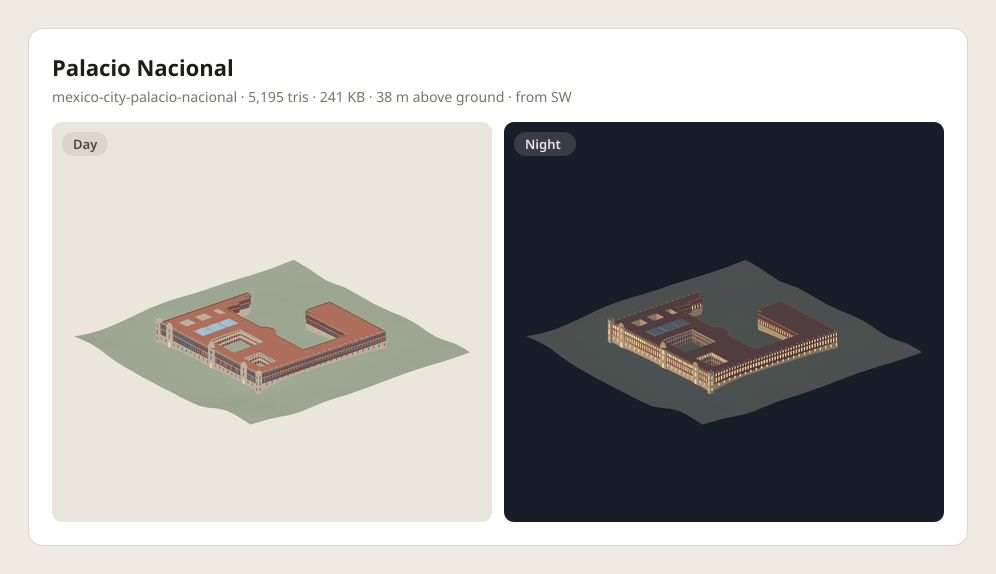 Palacio Nacional
mexico-city-palacio-nacional · 5,195 tris · 241 KB · 38 m above ground · from SW
Day
Night